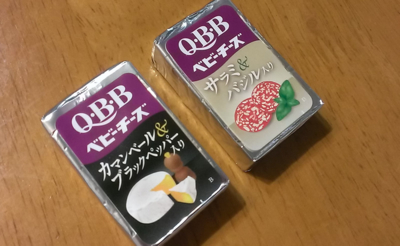 Q・B・B
ベビーチーズ
カマンベール&
ブラックペッパー
入り
Q・B・B
ベビーチーズ
サラミ&
バジル入り